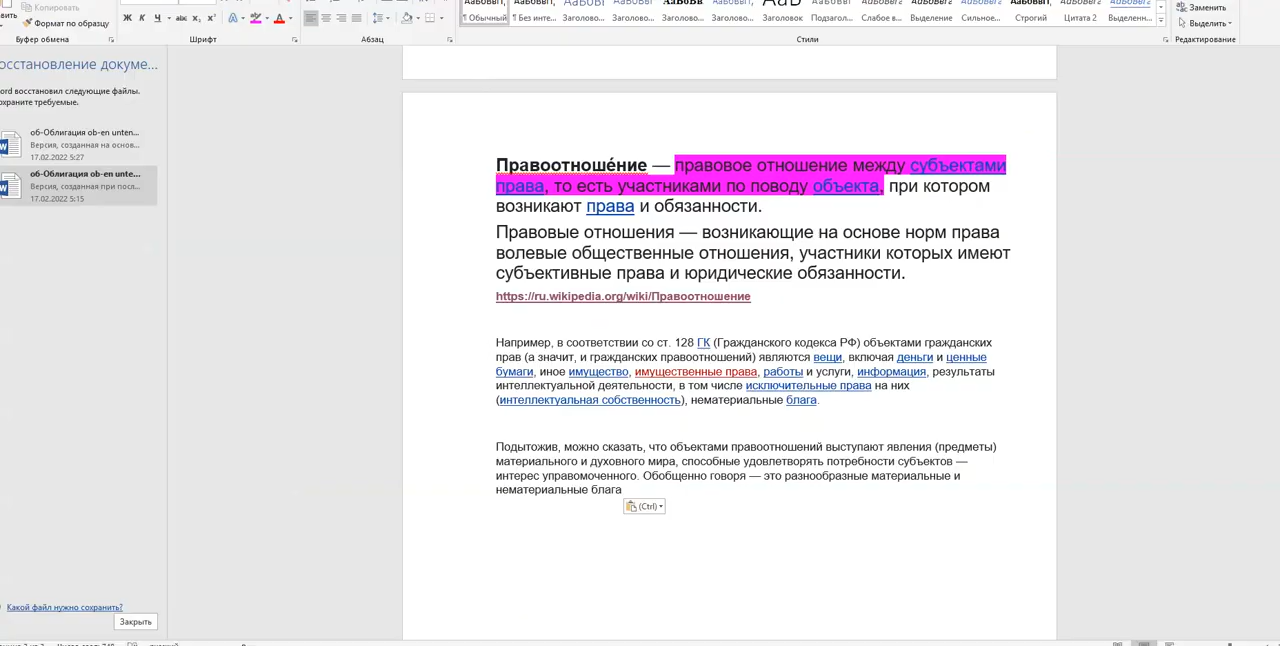 Копировать
вить
Формат по образцу
Ж К Ч abc x, x²
АаБбВвГг,
¶ Обычный
¶ Без инте...
Заголово...
Заголово...
Заголово...
Заголово...
Заголовок
Подзагол...
Слабое в...
Выделение
Сильное...
Строгий
Цитата 2
Выделенн...
Заменить
Выделить
Буфер обмена
Шрифт
Абзац
Стили
Редактирование
осстановление докуме...
ord восстановил следующие файлы.
охраните требуемые.
об-Облигация ob-en unten...
Версия, созданная на основ...
17.02.2022 5:27
об-Облигация ob-en unte...
Версия, созданная при посл...
17.02.2022 5:15
Правоотноше́ние — правовое отношение между субъектами
права, то есть участниками по поводу объекта, при котором
возникают права и обязанности.
Правовые отношения — возникающие на основе норм права
волевые общественные отношения, участники которых имеют
субъективные права и юридические обязанности.
https://ru.wikipedia.org/wiki/Правоотношение
Например, в соответствии со ст. 128 ГК (Гражданского кодекса РФ) объектами гражданских
прав (а значит, и гражданских правоотношений) являются вещи, включая деньги и ценные
бумаги, иное имущество, имущественные права, работы и услуги, информация, результаты
интеллектуальной деятельности, в том числе исключительные права на них
(интеллектуальная собственность), нематериальные блага.
Подытожив, можно сказать, что объектами правоотношений выступают явления (предметы)
материального и духовного мира, способные удовлетворять потребности субъектов —
интерес управомоченного. Обобщенно говоря — это разнообразные материальные и
нематериальные блага
(Ctrl)
Какой файл нужно сохранить?
Закрыть